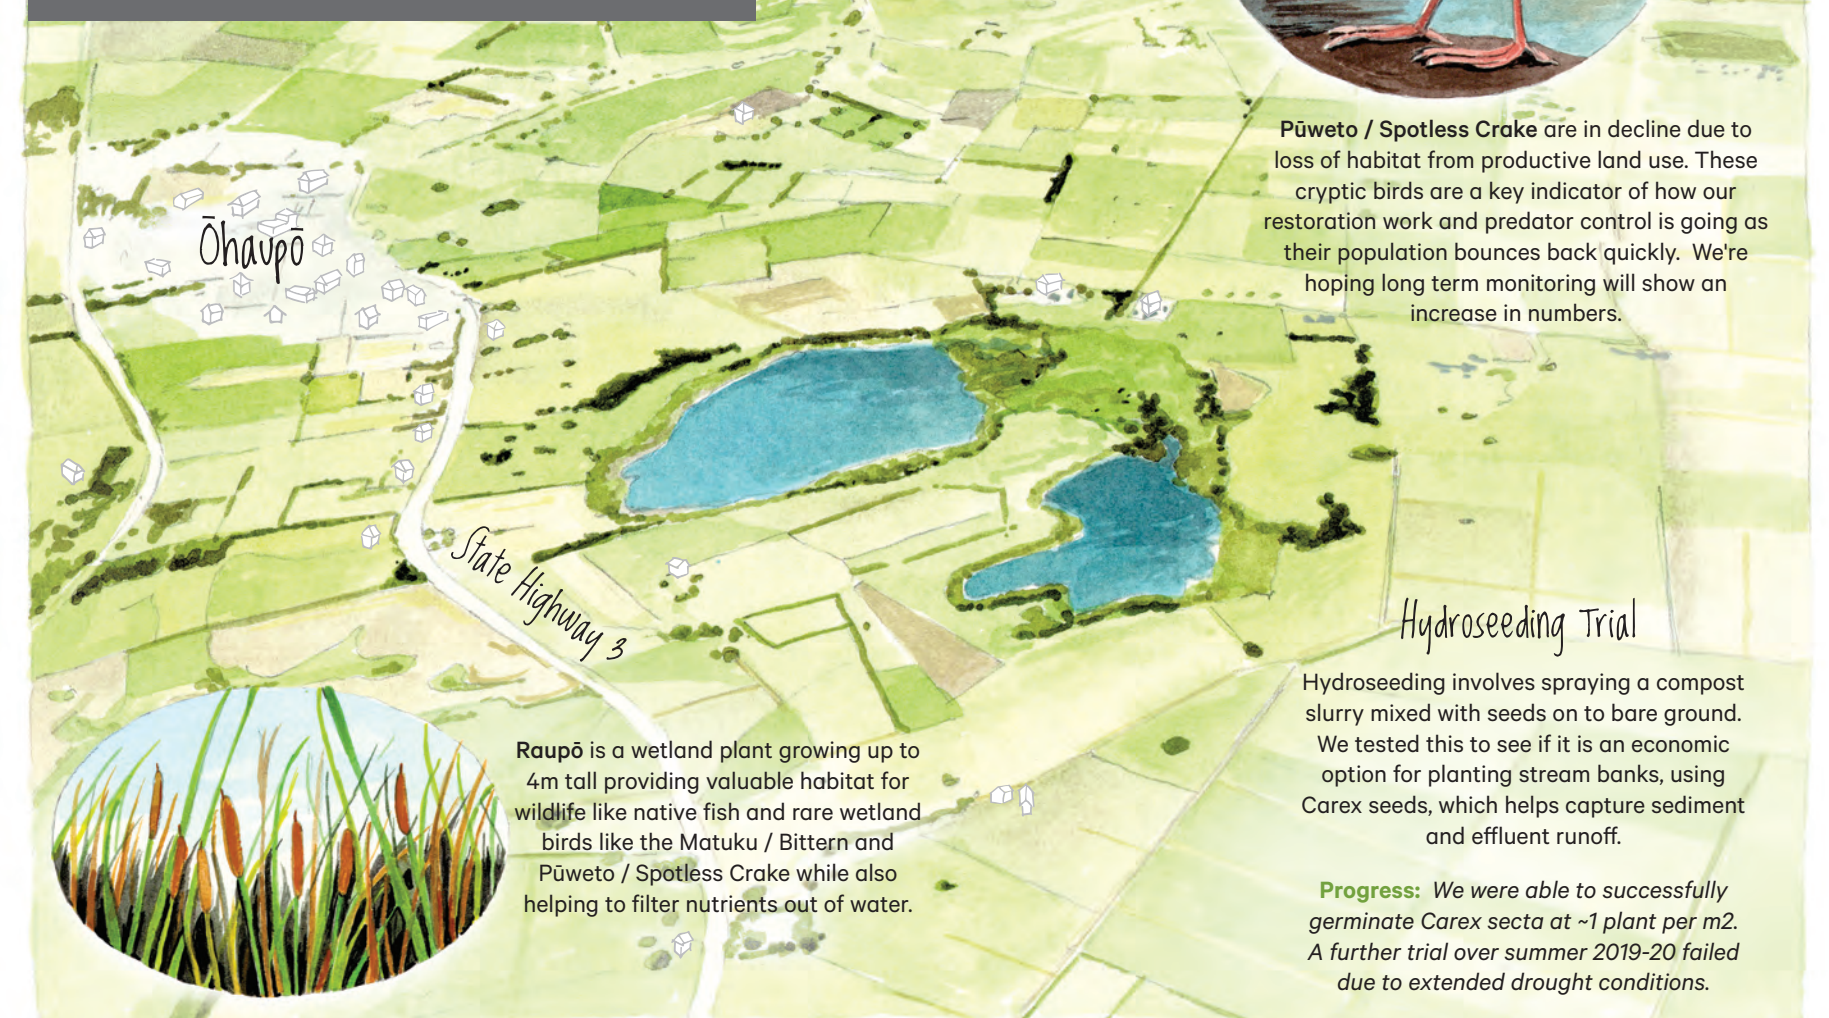 Pūweto / Spotless Crake are in decline due to
loss of habitat from productive land use. These
cryptic birds are a key indicator of how our
restoration work and predator control is going as
their population bounces back quickly.  We're
hoping long term monitoring will show an
increase in numbers.
Ōhaupō
State Highway 3
Raupō is a wetland plant growing up to
4m tall providing valuable habitat for
wildlife like native fish and rare wetland
birds like the Matuku / Bittern and
Pūweto / Spotless Crake while also
helping to filter nutrients out of water.
Hydroseeding Trial
Hydroseeding involves spraying a compost
slurry mixed with seeds on to bare ground.
We tested this to see if it is an economic
option for planting stream banks, using
Carex seeds, which helps capture sediment
and effluent runoff.
Progress:  We were able to successfully
germinate Carex secta at ~1 plant per m2.
A further trial over summer 2019-20 failed
due to extended drought conditions.